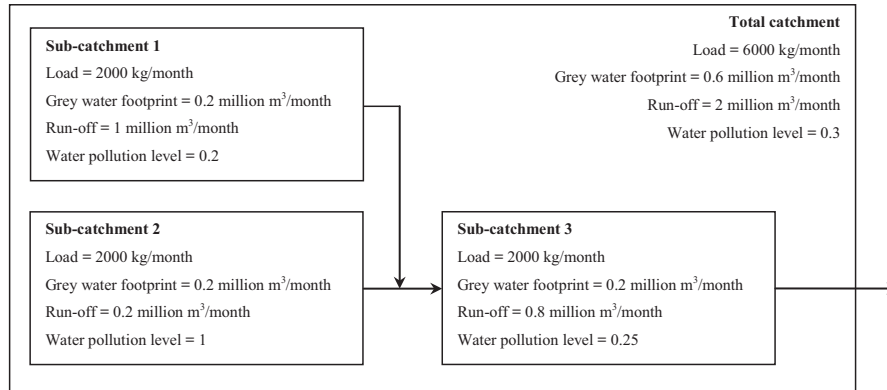 Sub-catchment 1
Load = 2000 kg/month
Grey water footprint = 0.2 million m³/month
Run-off = 1 million m³/month
Water pollution level = 0.2
Total catchment
Load = 6000 kg/month
Grey water footprint = 0.6 million m³/month
Run-off = 2 million m³/month
Water pollution level = 0.3
Sub-catchment 2
Load = 2000 kg/month
Grey water footprint = 0.2 million m³/month
Run-off = 0.2 million m³/month
Water pollution level = 1
Sub-catchment 3
Load = 2000 kg/month
Grey water footprint = 0.2 million m³/month
Run-off = 0.8 million m³/month
Water pollution level = 0.25